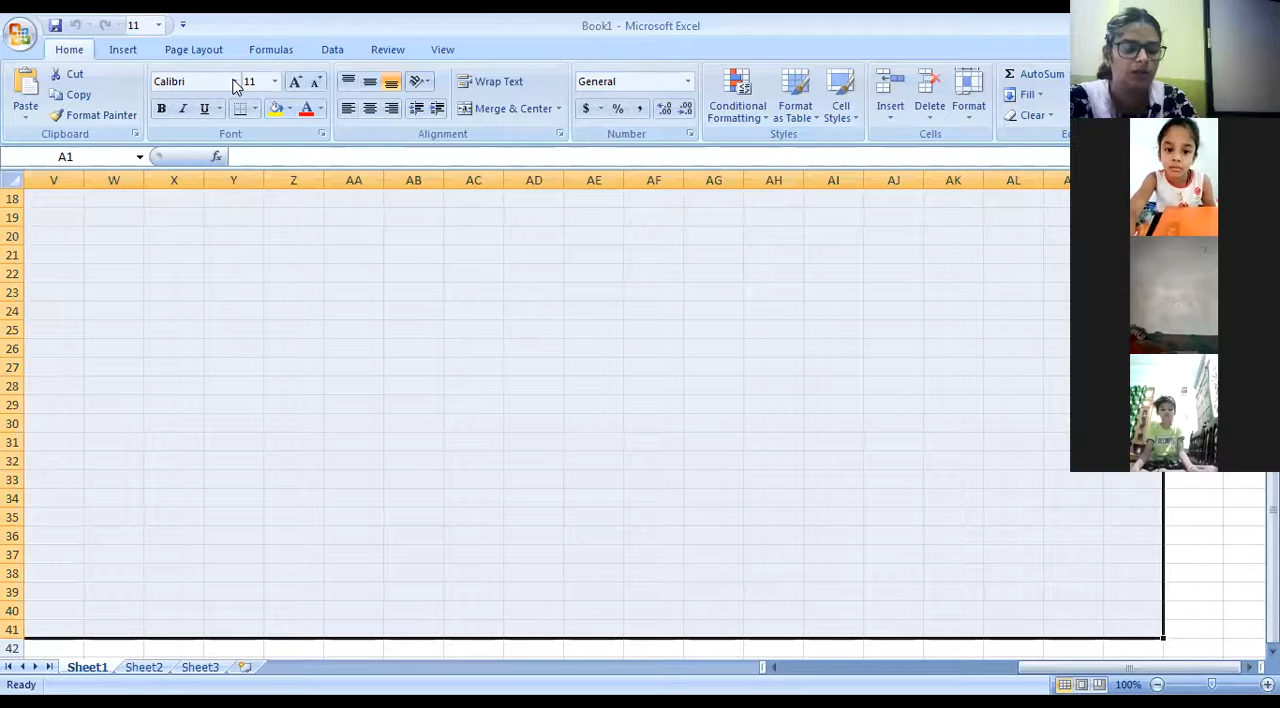 11
Book1 - Microsoft Excel
Home Insert Page Layout Formulas Data Review View
Paste
Cut
Copy
Format Painter
Clipboard
Calibri 11
B I U
Font
Wrap Text
Merge & Center
Alignment
General
$ % ,
Number
Conditional Formatting
Format as Table
Cell Styles
Styles
Insert Delete Format
Cells
Σ AutoSum
Fill
Clear
A1
fx
V W X Y Z AA AB AC AD AE AF AG AH AI AJ AK AL
18
19
20
21
22
23
24
25
26
27
28
29
30
31
32
33
34
35
36
37
38
39
40
41
42
Sheet1 Sheet2 Sheet3
Ready
100%